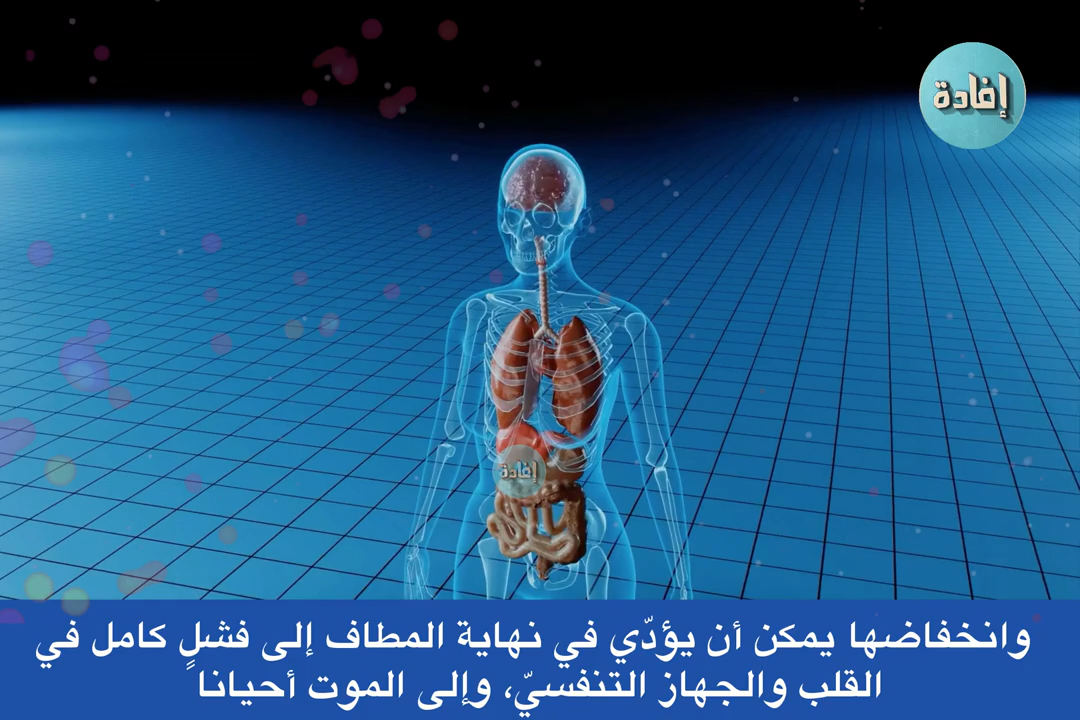 إفادة
إفادة
وانخفاضها يمكن أن يؤدّي في نهاية المطاف إلى فشلٍ كامل في
القلب والجهاز التنفسيّ، وإلى الموت أحيانا